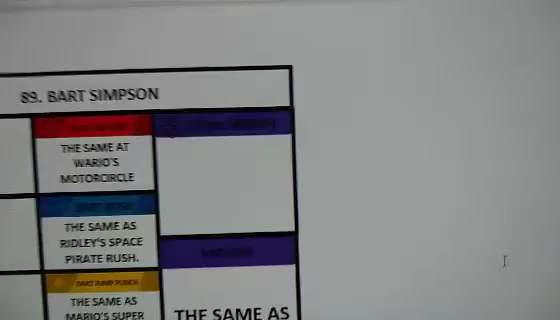 89. BART SIMPSON
THE SAME AT
WARIO'S
MOTORCIRCLE
BART RUSH
THE SAME AS
RIDLEY'S SPACE
PIRATE RUSH.
BART JUMP PUNCH
THE SAME AS
MARIO'S SUPER
THE SAME AS